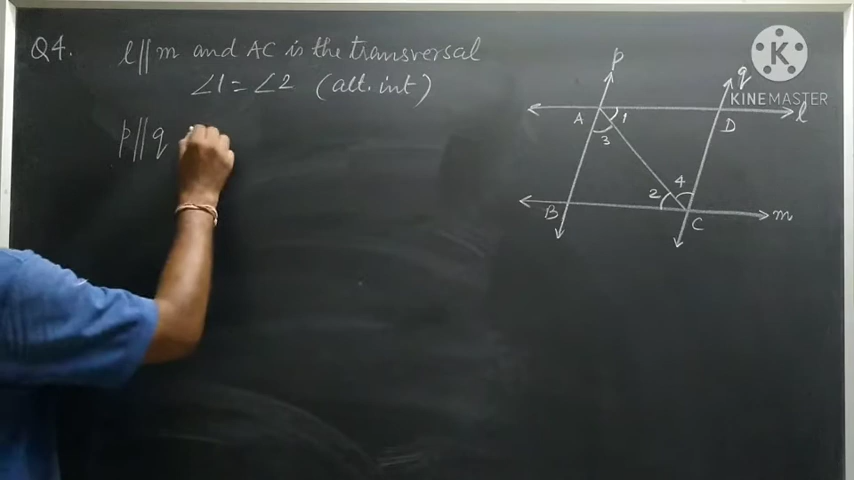 Q4. l||m and AC is the transversal
∠1=∠2 (alt.int)
p||q
p
q
K
KINEMASTER
A
1
D
l
3
2
4
B
C
m